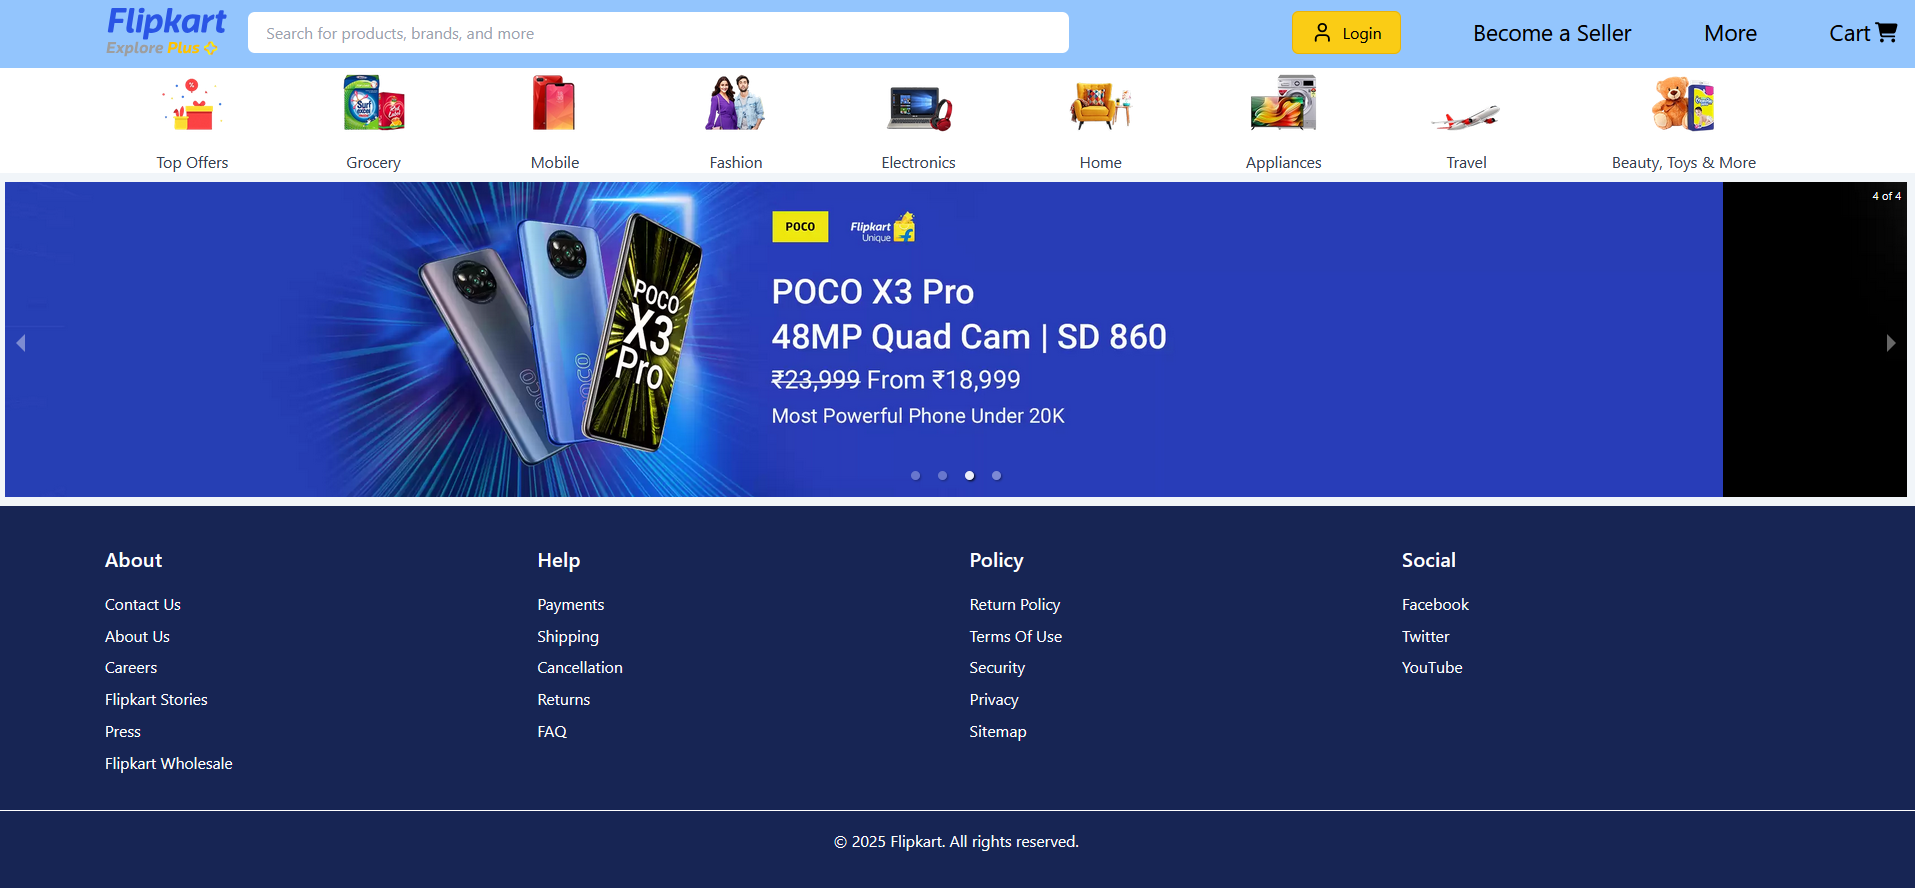 Flipkart
Explore Plus
Search for products, brands, and more
Login
Become a Seller
More
Cart
Surf excel
Top Offers
Grocery
Mobile
Fashion
Electronics
Home
Appliances
Travel
Beauty, Toys & More
4 of 4
POCO
Flipkart
Unique
POCO X3 Pro
48MP Quad Cam | SD 860
₹23,999 From ₹18,999
Most Powerful Phone Under 20K
POCO
X3
Pro
POCO
POCO
About
Contact Us
About Us
Careers
Flipkart Stories
Press
Flipkart Wholesale
Help
Payments
Shipping
Cancellation
Returns
FAQ
Policy
Return Policy
Terms Of Use
Security
Privacy
Sitemap
Social
Facebook
Twitter
YouTube
© 2025 Flipkart. All rights reserved.